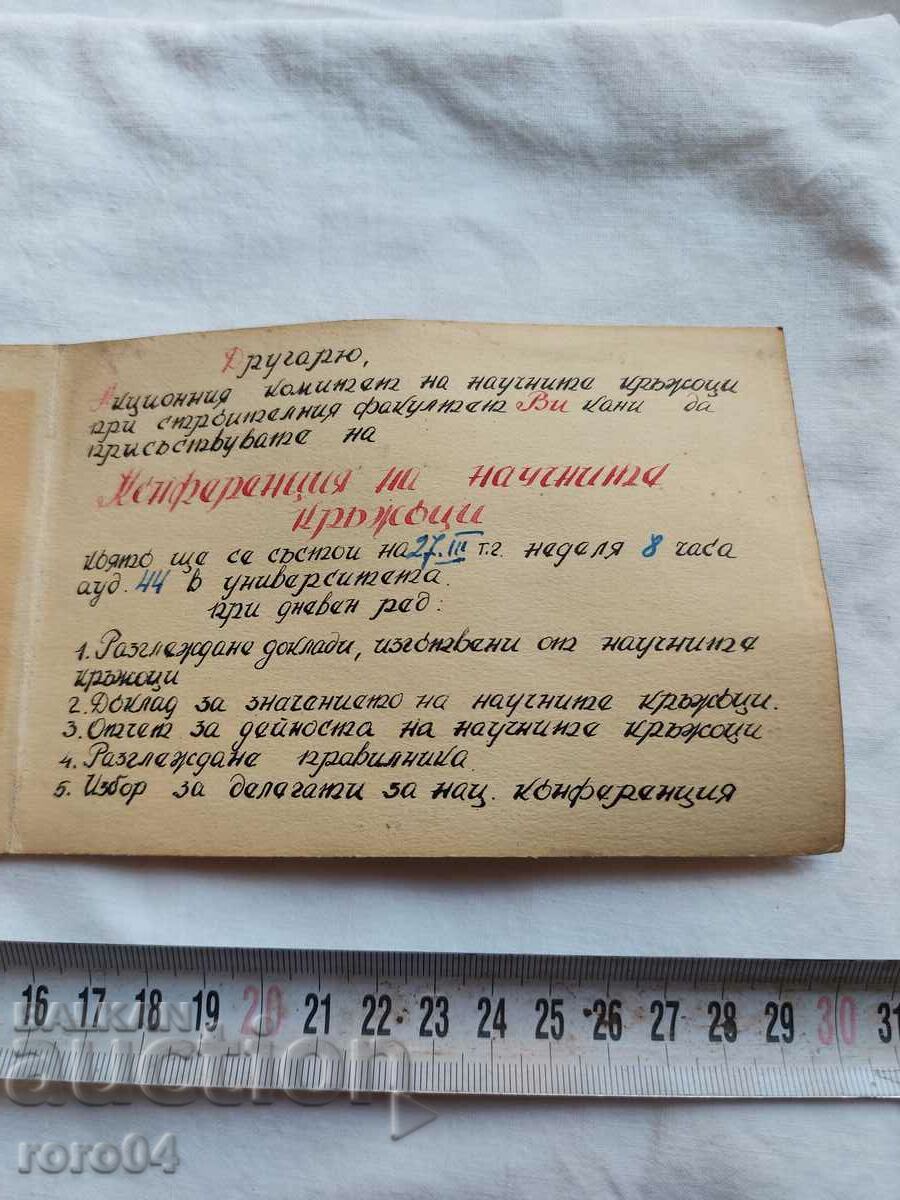 Другарю,
Акционния комитет на научните кръжоци
при строителния факултет Ви кани да
присъствувате на
Конференция на научните
кръжоци
която ще се състои на 27.III т.г. неделя 8 часа
ауд. 44 в университета.
при дневен ред:
1. Разглеждане доклади, изготвени от научните
кръжоци
2. Доклад за значението на научните кръжоци.
3. Отчет за дейноста на научните кръжоци
4. Разглеждане правилника
5. Избор за делегати за нац. конференция
16 17 18 19 20 21 22 23 24 25 26 27 28 29 30 31
BALKAN
auction
roro04